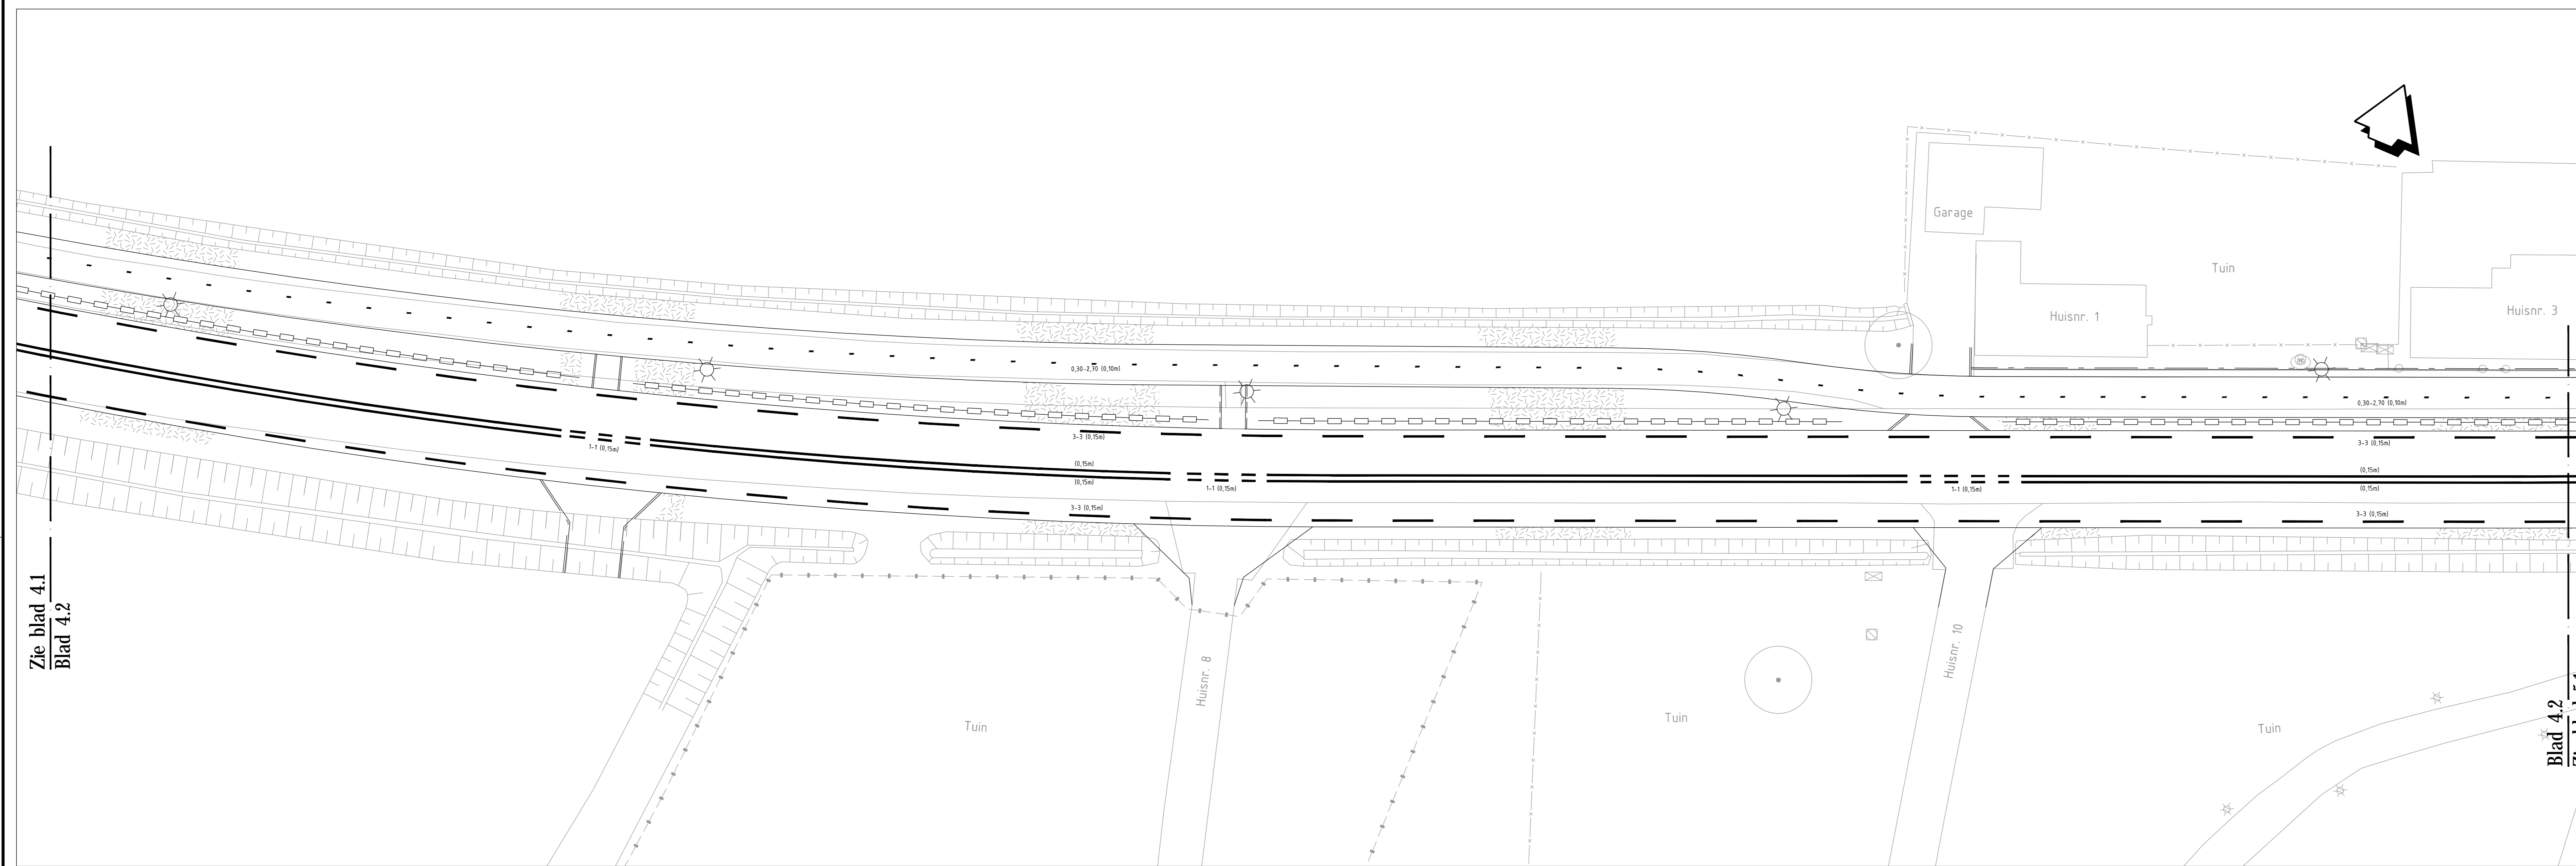 Garage
Tuin
Huisnr. 1
Huisnr. 3
0,30-2,70 (0,10m)
0,30-2,70 (0,10m)
3-3 (0,15m)
3-3 (0,15m)
1-1 (0,15m)
(0,15m)
(0,15m)
(0,15m)
(0,15m)
1-1 (0,15m)
1-1 (0,15m)
3-3 (0,15m)
3-3 (0,15m)
Zie blad 4.1
Blad 4.2
Huisnr. 8
Huisnr. 10
Tuin
Tuin
Tuin
Blad 4.2